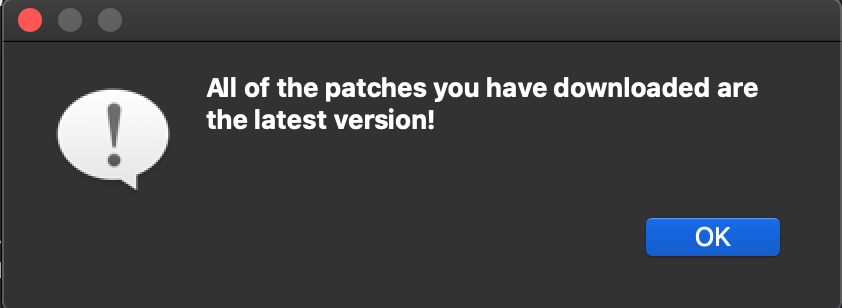 All of the patches you have downloaded are
the latest version!
OK